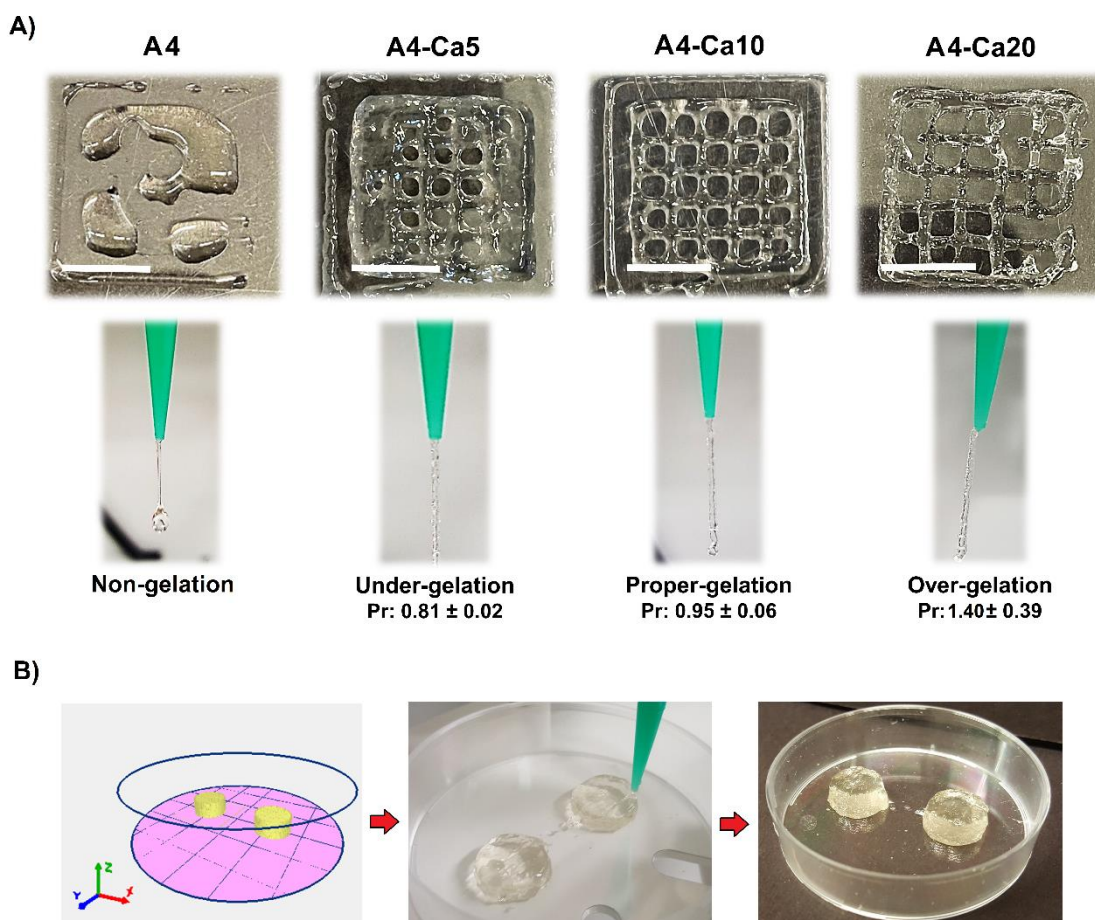 A)
A4
A4-Ca5
A4-Ca10
A4-Ca20
Non-gelation
Under-gelation
Pr: 0.81 ± 0.02
Proper-gelation
Pr: 0.95 ± 0.06
Over-gelation
Pr:1.40± 0.39
B)
Z
Y
X